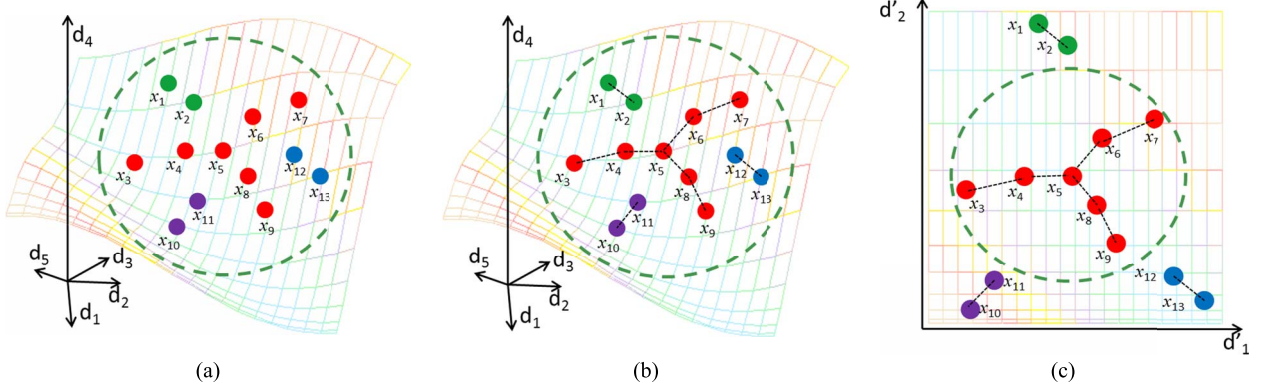 d₄
x₁
x₂
x₃
x₄
x₅
x₆
x₇
x₈
x₉
x₁₀
x₁₁
x₁₂
x₁₃
d₅
d₃
d₂
d₁
(a)
d₄
x₁
x₂
x₃
x₄
x₅
x₆
x₇
x₈
x₉
x₁₀
x₁₁
x₁₂
x₁₃
d₅
d₃
d₂
d₁
(b)
d'₂
x₁
x₂
x₃
x₄
x₅
x₆
x₇
x₈
x₉
x₁₀
x₁₁
x₁₂
x₁₃
d'₁
(c)